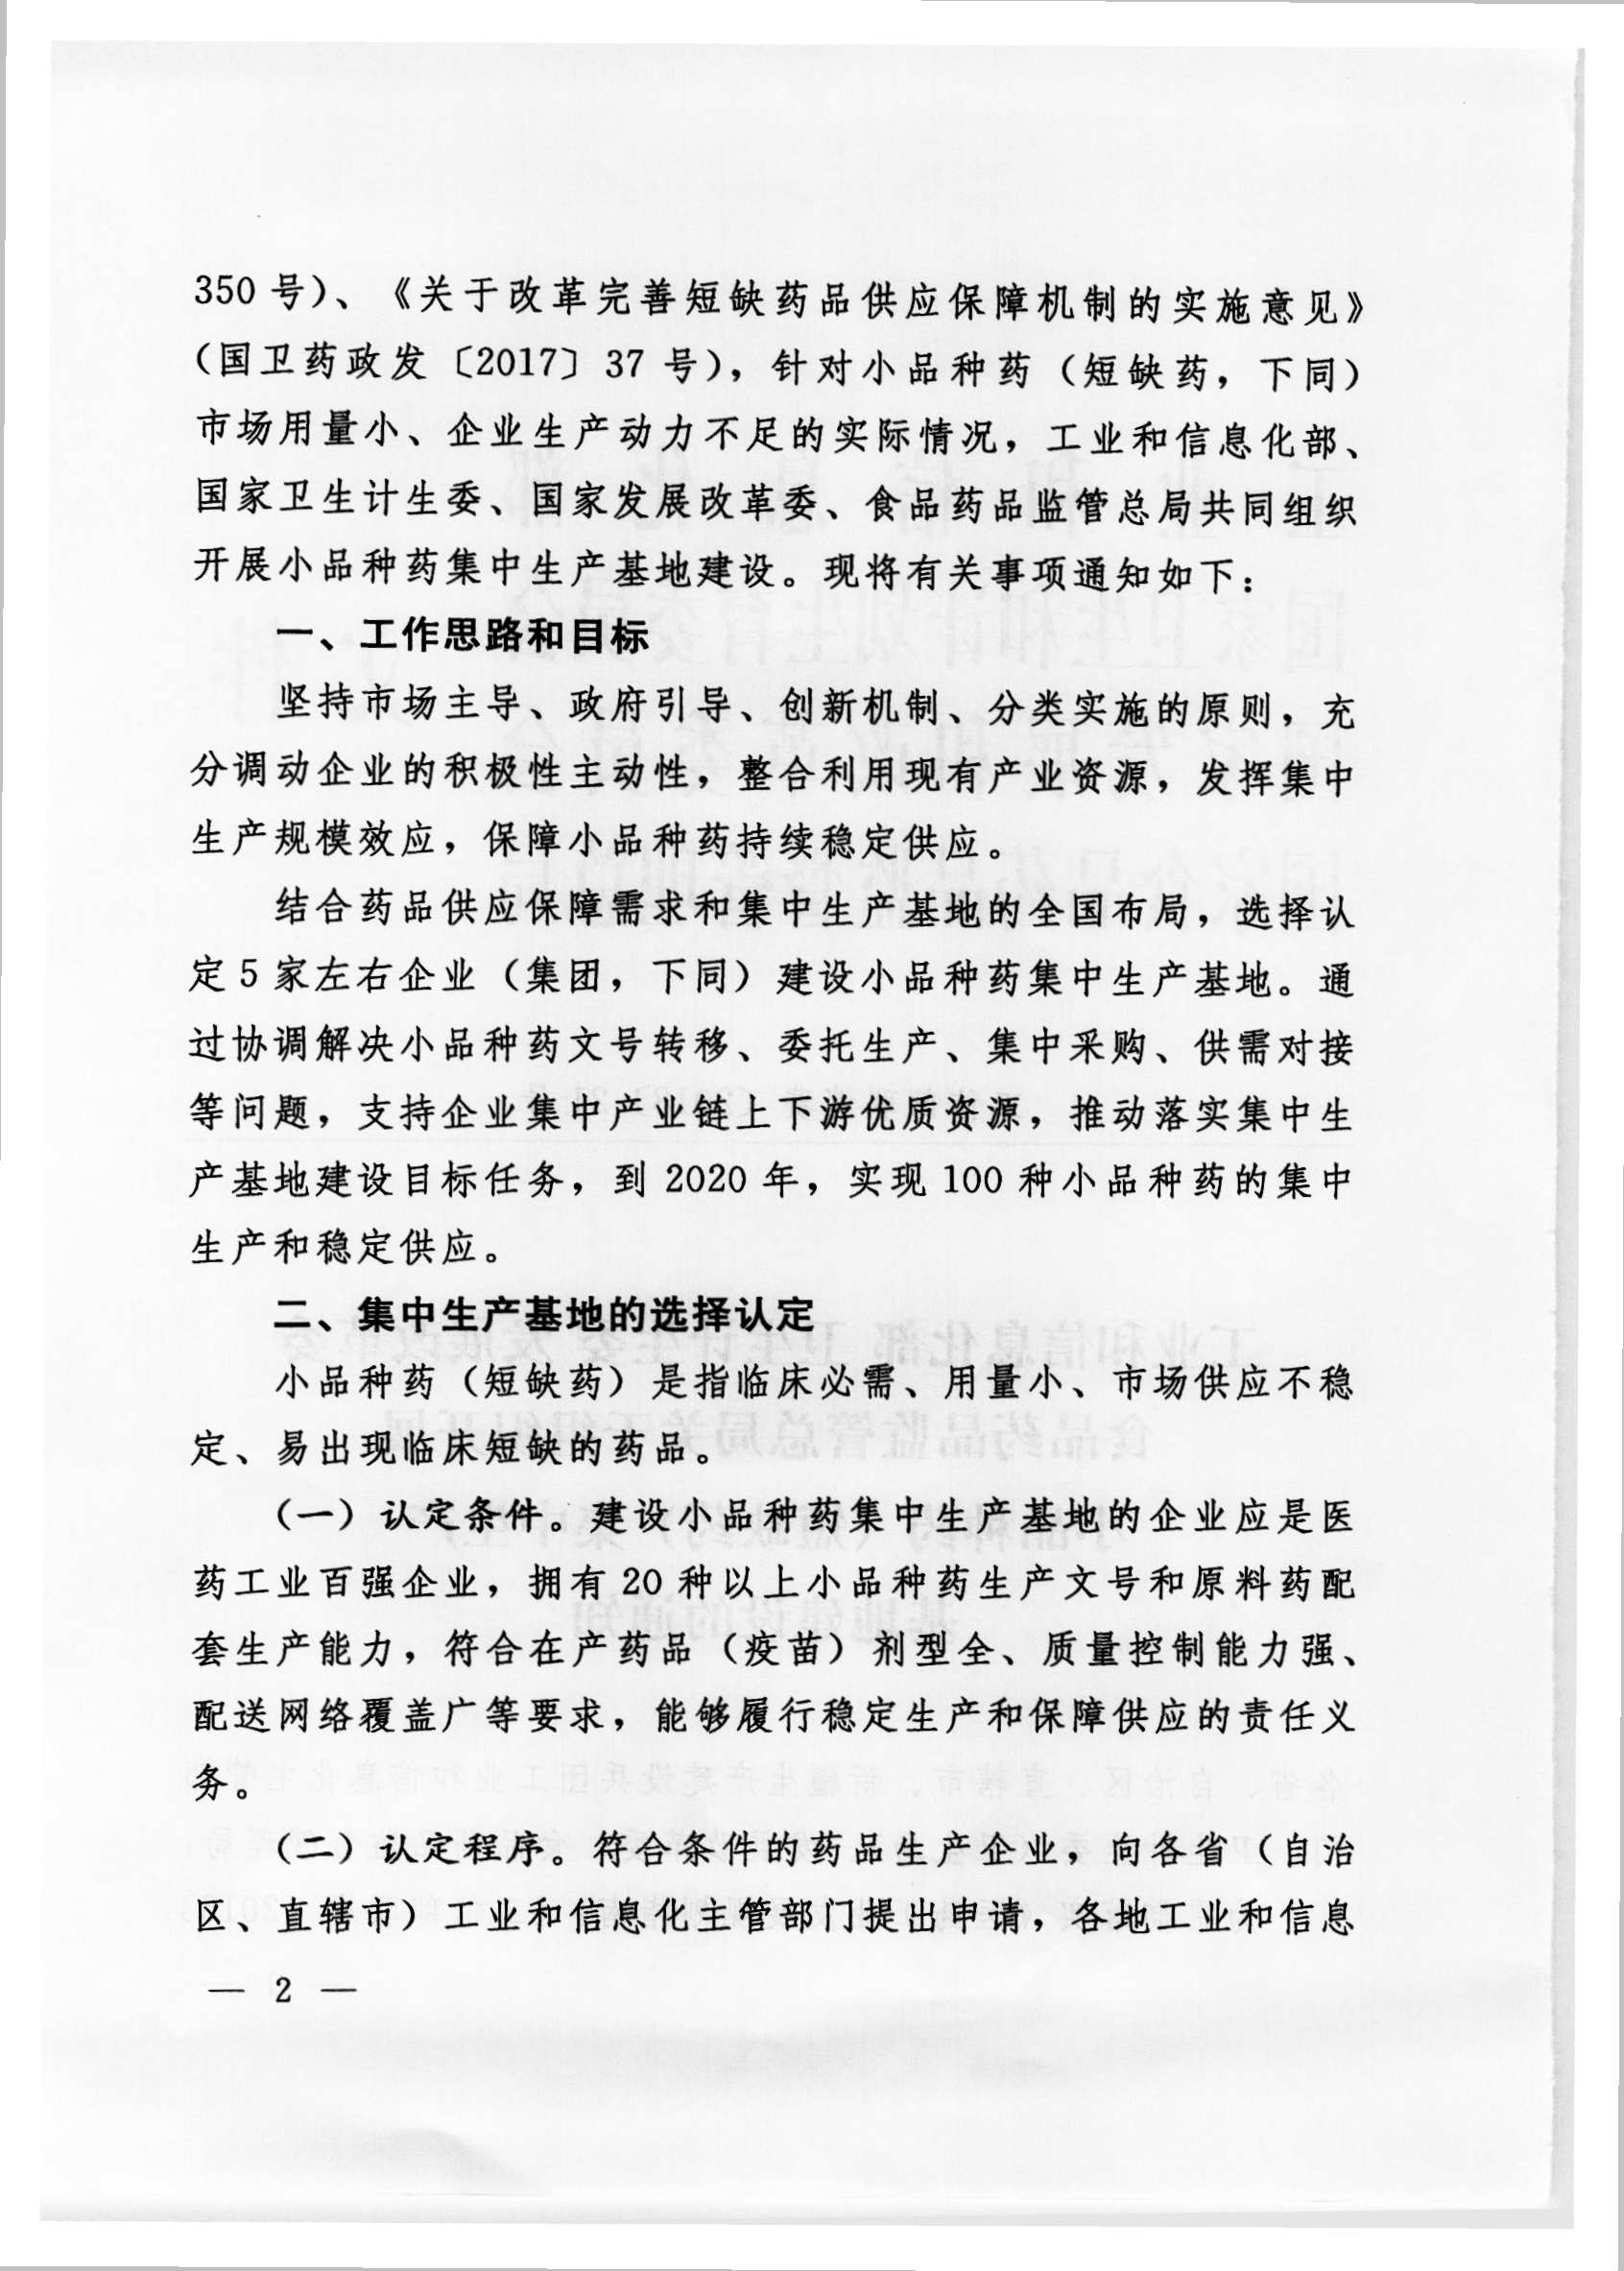 350 号）、《关于改革完善短缺药品供应保障机制的实施意见》
（国卫药政发〔2017〕37 号），针对小品种药（短缺药，下同）
市场用量小、企业生产动力不足的实际情况，工业和信息化部、
国家卫生计生委、国家发展改革委、食品药品监管总局共同组织
开展小品种药集中生产基地建设。现将有关事项通知如下：
一、工作思路和目标
坚持市场主导、政府引导、创新机制、分类实施的原则，充
分调动企业的积极性主动性，整合利用现有产业资源，发挥集中
生产规模效应，保障小品种药持续稳定供应。
结合药品供应保障需求和集中生产基地的全国布局，选择认
定 5 家左右企业（集团，下同）建设小品种药集中生产基地。通
过协调解决小品种药文号转移、委托生产、集中采购、供需对接
等问题，支持企业集中产业链上下游优质资源，推动落实集中生
产基地建设目标任务，到 2020 年，实现 100 种小品种药的集中
生产和稳定供应。
二、集中生产基地的选择认定
小品种药（短缺药）是指临床必需、用量小、市场供应不稳
定、易出现临床短缺的药品。
（一）认定条件。建设小品种药集中生产基地的企业应是医
药工业百强企业，拥有 20 种以上小品种药生产文号和原料药配
套生产能力，符合在产药品（疫苗）剂型全、质量控制能力强、
配送网络覆盖广等要求，能够履行稳定生产和保障供应的责任义
务。
（二）认定程序。符合条件的药品生产企业，向各省（自治
区、直辖市）工业和信息化主管部门提出申请，各地工业和信息
— 2 —